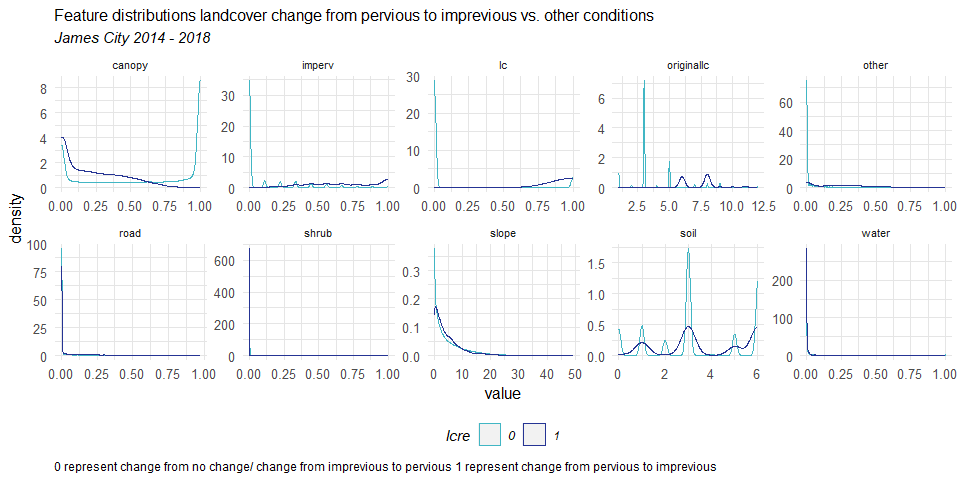 Feature distributions landcover change from pervious to imprevious vs. other conditions
James City 2014 - 2018
canopy imperv lc originallc other
8 6 4 2 0
30 20 10 0
30 20 10 0
6 4 2 0
60 40 20 0
0.00 0.25 0.50 0.75 1.00 0.00 0.25 0.50 0.75 1.00 0.00 0.25 0.50 0.75 1.00 2.5 5.0 7.5 10.0 12.5 0.00 0.25 0.50 0.75 1.00
density
road shrub slope soil water
100 75 50 25 0
600 400 200 0
0.3 0.2 0.1 0.0
1.5 1.0 0.5 0.0
200 100 0
0.00 0.25 0.50 0.75 1.00 0.00 0.25 0.50 0.75 1.00 0 10 20 30 40 50 0 2 4 6 0.00 0.25 0.50 0.75 1.00
value
lcre 0 1
0 represent change from no change/ change from imprevious to pervious 1 represent change from pervious to imprevious